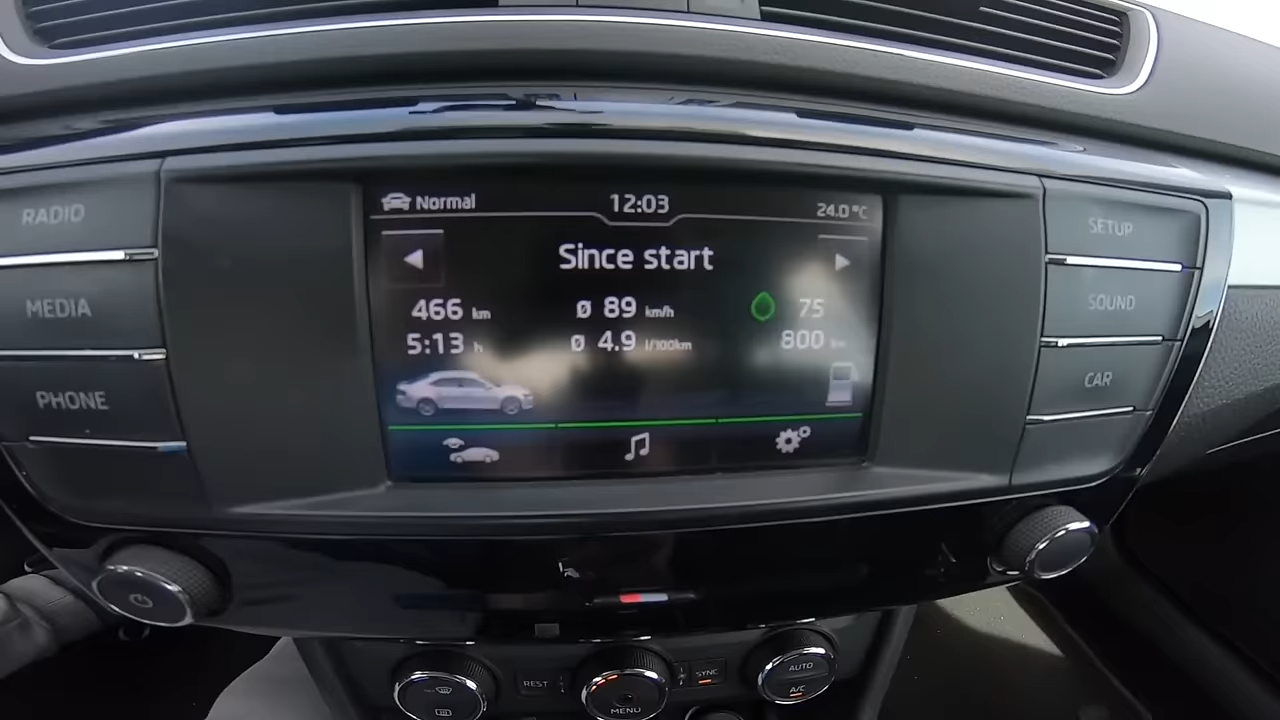 Normal 12:03 24.0 °C
Since start
466 km ø 89 km/h 75
5:13 h ø 4.9 l/100km 800 km
RADIO
MEDIA
PHONE
SETUP
SOUND
CAR
REST SYNC AUTO
MENU A/C